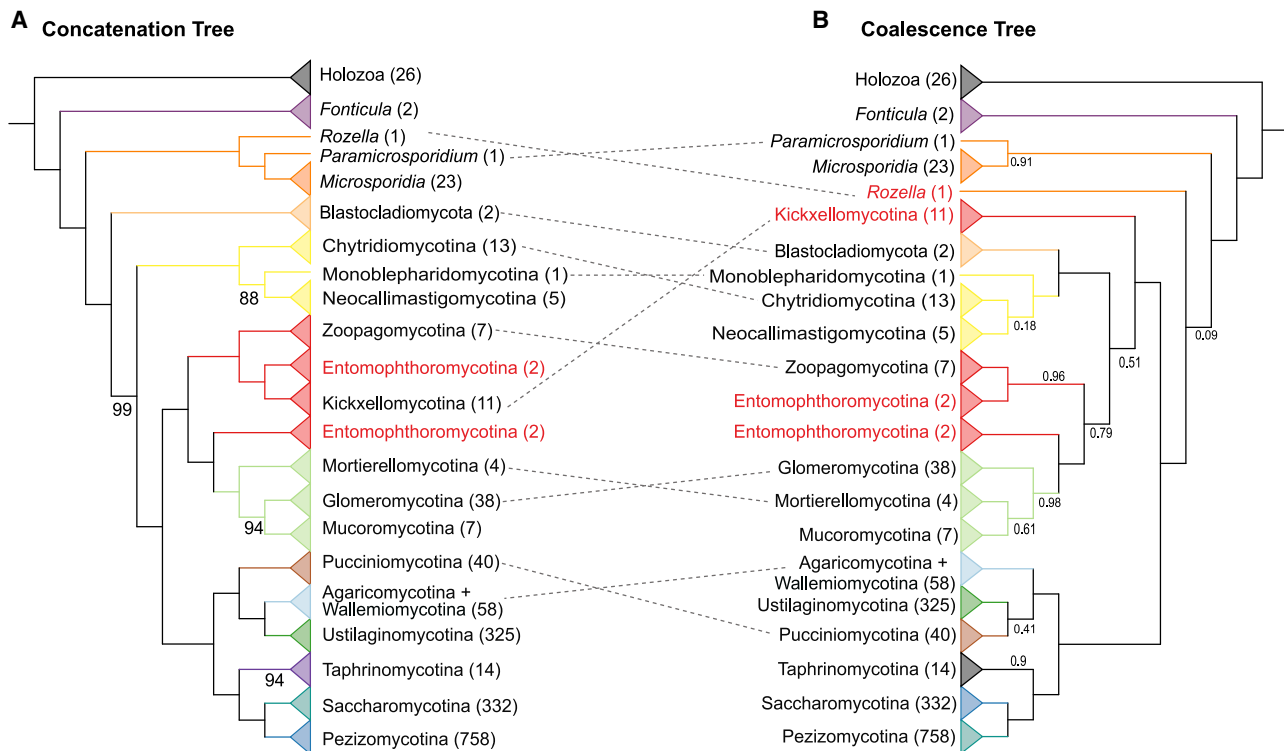 A Concatenation Tree
Holozoa (26)
Fonticula (2)
Rozella (1)
Paramicrosporidium (1)
Microsporidia (23)
Blastocladiomycota (2)
Chytridiomycotina (13)
Monoblepharidomycotina (1)
88
Neocallimastigomycotina (5)
Zoopagomycotina (7)
Entomophthoromycotina (2)
Kickxellomycotina (11)
99
Entomophthoromycotina (2)
Mortierellomycotina (4)
Glomeromycotina (38)
94
Mucoromycotina (7)
Pucciniomycotina (40)
Agaricomycotina +
Wallemiomycotina (58)
Ustilaginomycotina (325)
Taphrinomycotina (14)
94
Saccharomycotina (332)
Pezizomycotina (758)
B Coalescence Tree
Holozoa (26)
Fonticula (2)
Paramicrosporidium (1)
0.91
Microsporidia (23)
Rozella (1)
Kickxellomycotina (11)
Blastocladiomycota (2)
Monoblepharidomycotina (1)
Chytridiomycotina (13)
0.18
Neocallimastigomycotina (5)
0.09
0.51
Zoopagomycotina (7)
0.96
Entomophthoromycotina (2)
Entomophthoromycotina (2)
0.79
Glomeromycotina (38)
0.98
Mortierellomycotina (4)
0.61
Mucoromycotina (7)
Agaricomycotina +
Wallemiomycotina (58)
Ustilaginomycotina (325)
0.41
Pucciniomycotina (40)
0.9
Taphrinomycotina (14)
Saccharomycotina (332)
Pezizomycotina (758)